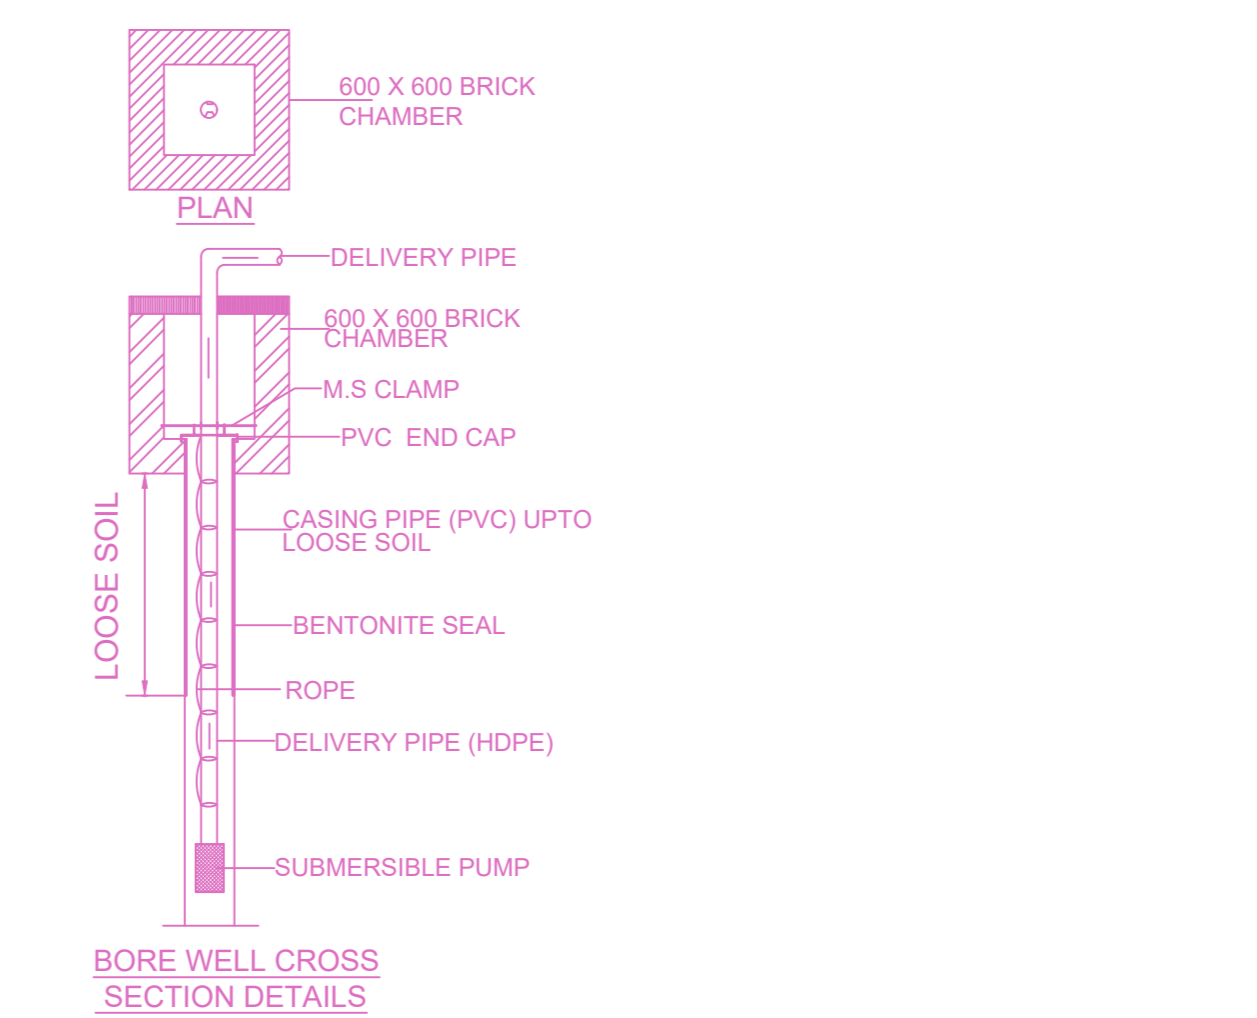 600 X 600 BRICK
CHAMBER
PLAN
DELIVERY PIPE
600 X 600 BRICK
CHAMBER
M.S CLAMP
PVC  END CAP
LOOSE SOIL
CASING PIPE (PVC) UPTO
LOOSE SOIL
BENTONITE SEAL
ROPE
DELIVERY PIPE (HDPE)
SUBMERSIBLE PUMP
BORE WELL CROSS
SECTION DETAILS